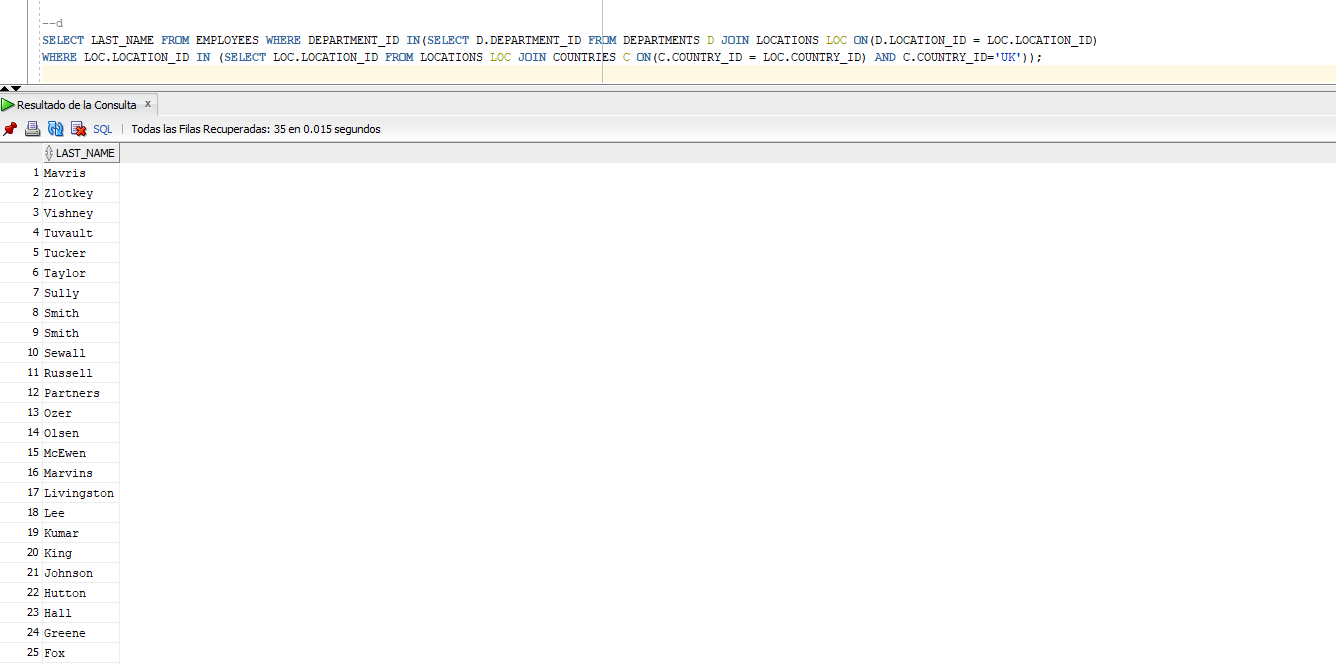 --d
SELECT LAST_NAME FROM EMPLOYEES WHERE DEPARTMENT_ID IN(SELECT D.DEPARTMENT_ID FROM DEPARTMENTS D JOIN LOCATIONS LOC ON(D.LOCATION_ID = LOC.LOCATION_ID)
WHERE LOC.LOCATION_ID IN (SELECT LOC.LOCATION_ID FROM LOCATIONS LOC JOIN COUNTRIES C ON(C.COUNTRY_ID = LOC.COUNTRY_ID) AND C.COUNTRY_ID='UK'));
Resultado de la Consulta x
SQL | Todas las Filas Recuperadas: 35 en 0.015 segundos
LAST_NAME
1 Mavris
2 Zlotkey
3 Vishney
4 Tuvault
5 Tucker
6 Taylor
7 Sully
8 Smith
9 Smith
10 Sewall
11 Russell
12 Partners
13 Ozer
14 Olsen
15 McEwen
16 Marvins
17 Livingston
18 Lee
19 Kumar
20 King
21 Johnson
22 Hutton
23 Hall
24 Greene
25 Fox